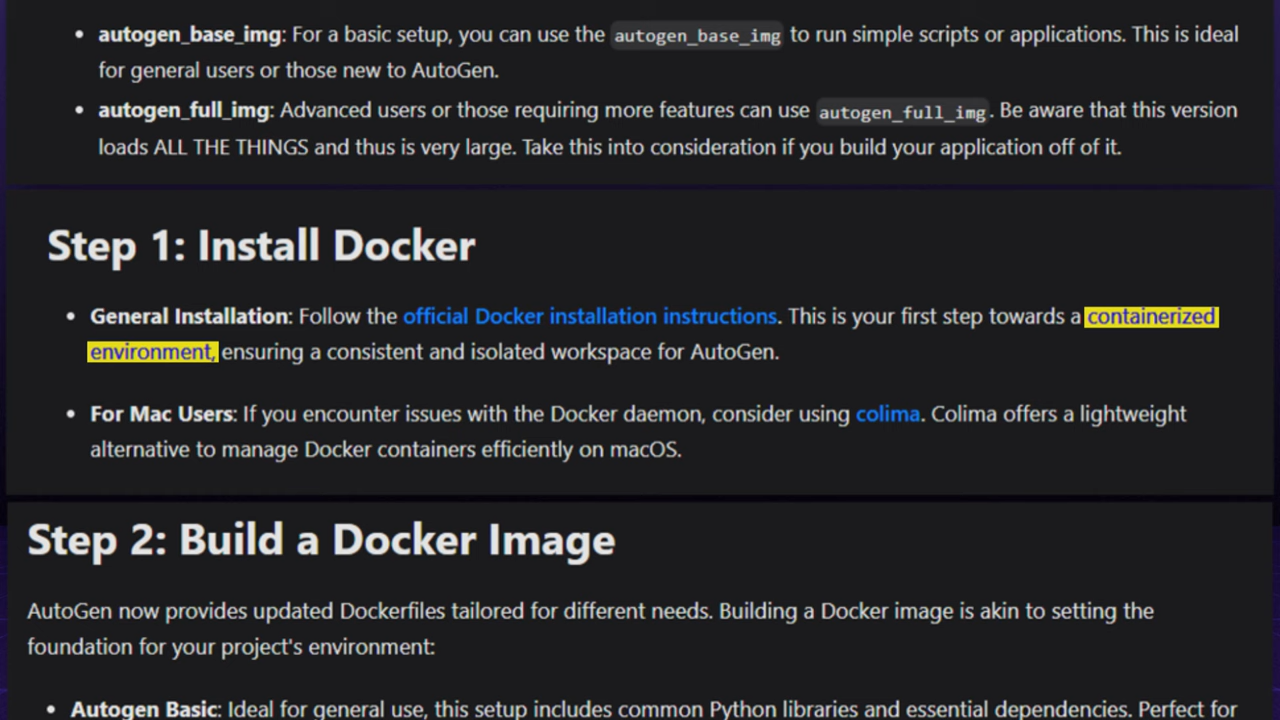 autogen_base_img: For a basic setup, you can use the autogen_base_img to run simple scripts or applications. This is ideal
for general users or those new to AutoGen.
autogen_full_img: Advanced users or those requiring more features can use autogen_full_img. Be aware that this version
loads ALL THE THINGS and thus is very large. Take this into consideration if you build your application off of it.
Step 1: Install Docker
General Installation: Follow the official Docker installation instructions. This is your first step towards a containerized
environment, ensuring a consistent and isolated workspace for AutoGen.
For Mac Users: If you encounter issues with the Docker daemon, consider using colima. Colima offers a lightweight
alternative to manage Docker containers efficiently on macOS.
Step 2: Build a Docker Image
AutoGen now provides updated Dockerfiles tailored for different needs. Building a Docker image is akin to setting the
foundation for your project's environment:
Autogen Basic: Ideal for general use, this setup includes common Python libraries and essential dependencies. Perfect for